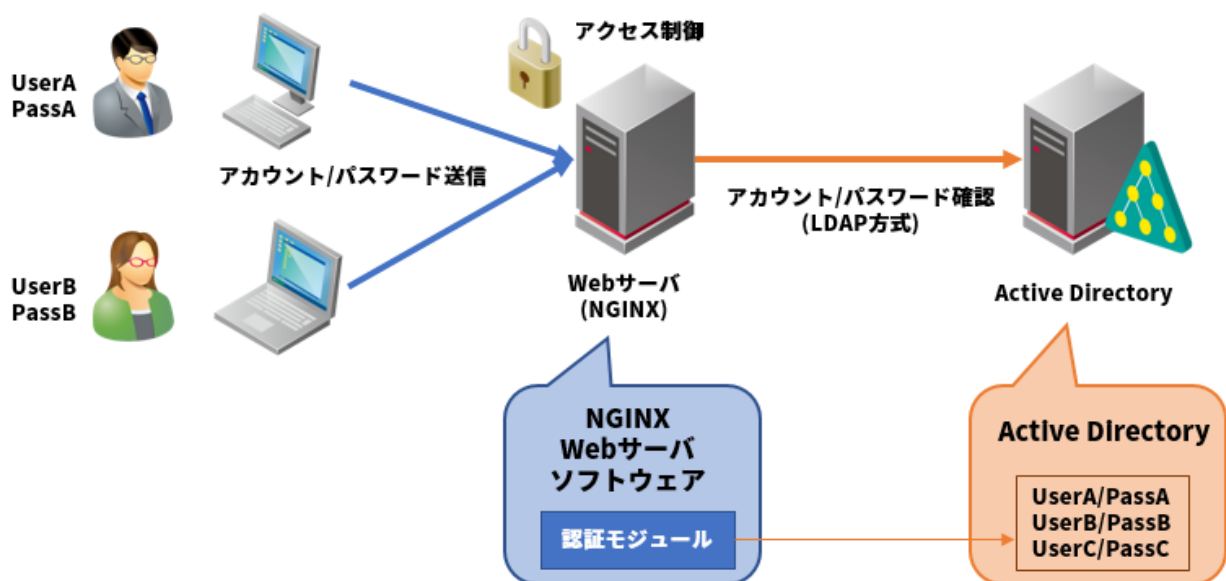 アクセス制御
UserA
PassA
アカウント/パスワード送信
アカウント/パスワード確認
(LDAP方式)
UserB
PassB
Webサーバ
(NGINX)
Active Directory
NGINX
Webサーバ
ソフトウェア
認証モジュール
Active Directory
UserA/PassA
UserB/PassB
UserC/PassC